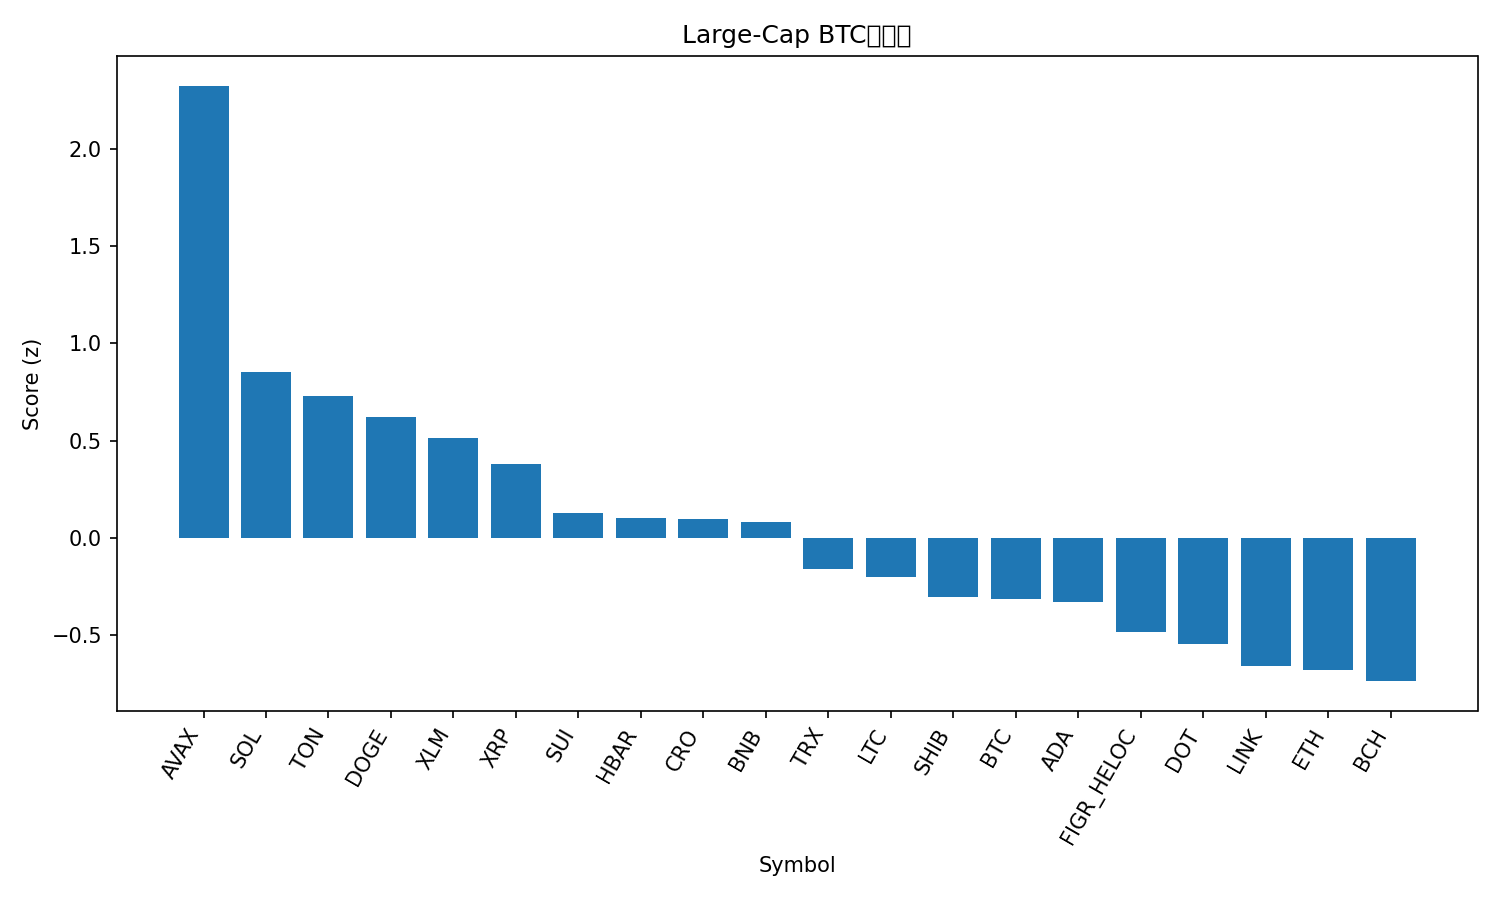 Large-Cap BTC
Score (z)
2.0
1.5
1.0
0.5
0.0
−0.5
AVAX
SOL
TON
DOGE
XLM
XRP
SUI
HBAR
CRO
BNB
TRX
LTC
SHIB
BTC
ADA
FIGR_HELOC
DOT
LINK
ETH
BCH
Symbol